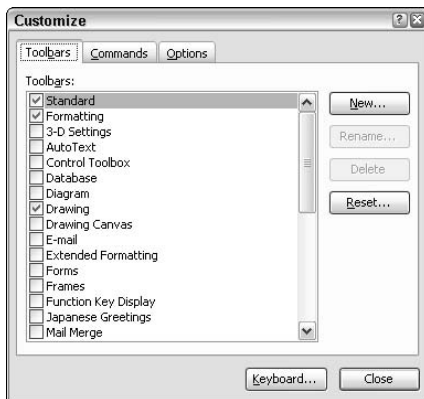 Customize
Toolbars Commands Options
Toolbars:
Standard
Formatting
3-D Settings
AutoText
Control Toolbox
Database
Diagram
Drawing
Drawing Canvas
E-mail
Extended Formatting
Forms
Frames
Function Key Display
Japanese Greetings
Mail Merge
New...
Rename...
Delete
Reset...
Keyboard... Close